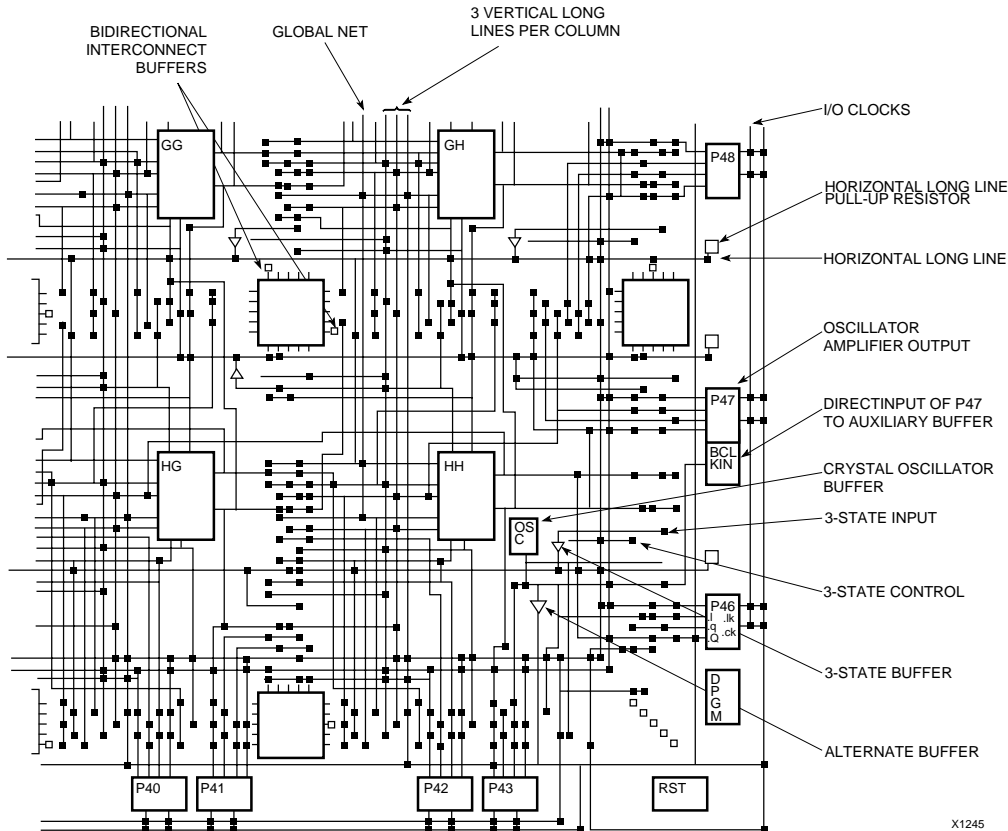 3 VERTICAL LONG
LINES PER COLUMN
BIDIRECTIONAL
INTERCONNECT
BUFFERS
GLOBAL NET
I/O CLOCKS
GG
GH
P48
HORIZONTAL LONG LINE
PULL-UP RESISTOR
HORIZONTAL LONG LINE
OSCILLATOR
AMPLIFIER OUTPUT
P47
DIRECTINPUT OF P47
TO AUXILIARY BUFFER
BCL
KIN
HG
HH
CRYSTAL OSCILLATOR
BUFFER
OS
C
3-STATE INPUT
3-STATE CONTROL
P46
.I
.lk
.q
.ck
.Q
3-STATE BUFFER
D
P
G
M
ALTERNATE BUFFER
P40
P41
P42
P43
RST
X1245